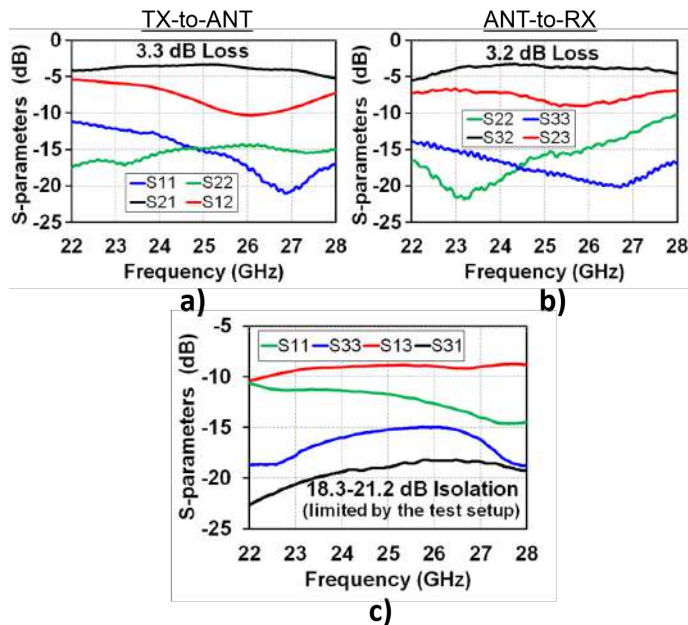 TX-to-ANT
ANT-to-RX
0
-5
-10
-15
-20
-25
S-parameters (dB)
3.3 dB Loss
S11 S22
S21 S12
22 23 24 25 26 27 28
Frequency (GHz)
a)
0
-5
-10
-15
-20
-25
S-parameters (dB)
3.2 dB Loss
S22 S33
S32 S23
22 23 24 25 26 27 28
Frequency (GHz)
b)
-5
-10
-15
-20
-25
S-parameters (dB)
S11 S33 S13 S31
18.3-21.2 dB Isolation
(limited by the test setup)
22 23 24 25 26 27 28
Frequency (GHz)
c)